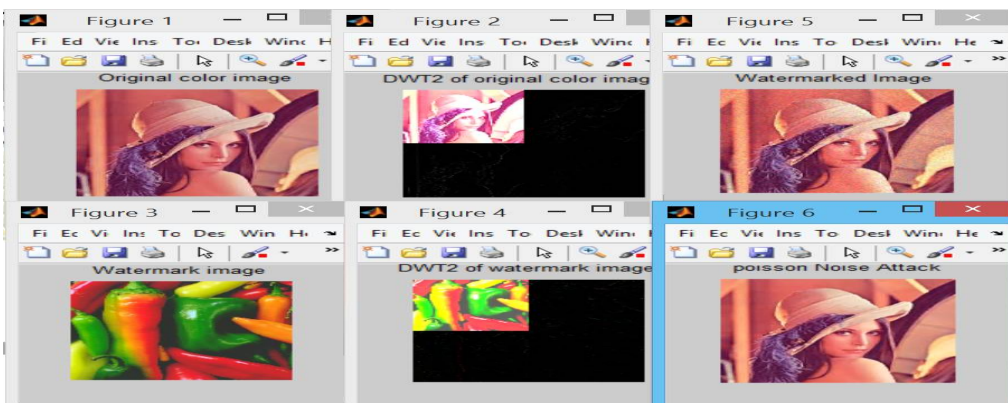 Figure 1
Fi Ed Vie Ins To Desk Wind H
Original color image
Figure 2
Fi Ed Vie Ins To Desk Wind
DWT2 of original color imag
Figure 5
Fi Ec Vie Ins To Desl Win He
Watermarked Image
Figure 3
Fi Ec Vi Ins To Des Win H
Watermark image
Figure 4
Fi Ec Vie Ins To Desl Win
DWT2 of watermark image
Figure 6
Fi Ec Vie Ins To Desl Win He
poisson Noise Attack